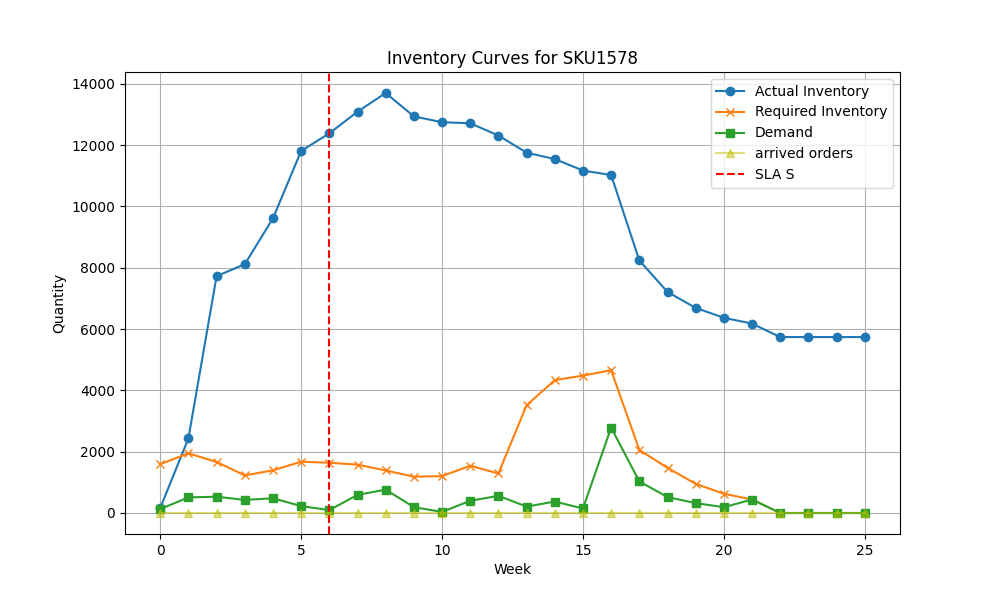 Inventory Curves for SKU1578
14000
12000
10000
8000
6000
4000
2000
0
Quantity
Actual Inventory
Required Inventory
Demand
arrived orders
SLA S
0 5 10 15 20 25
Week